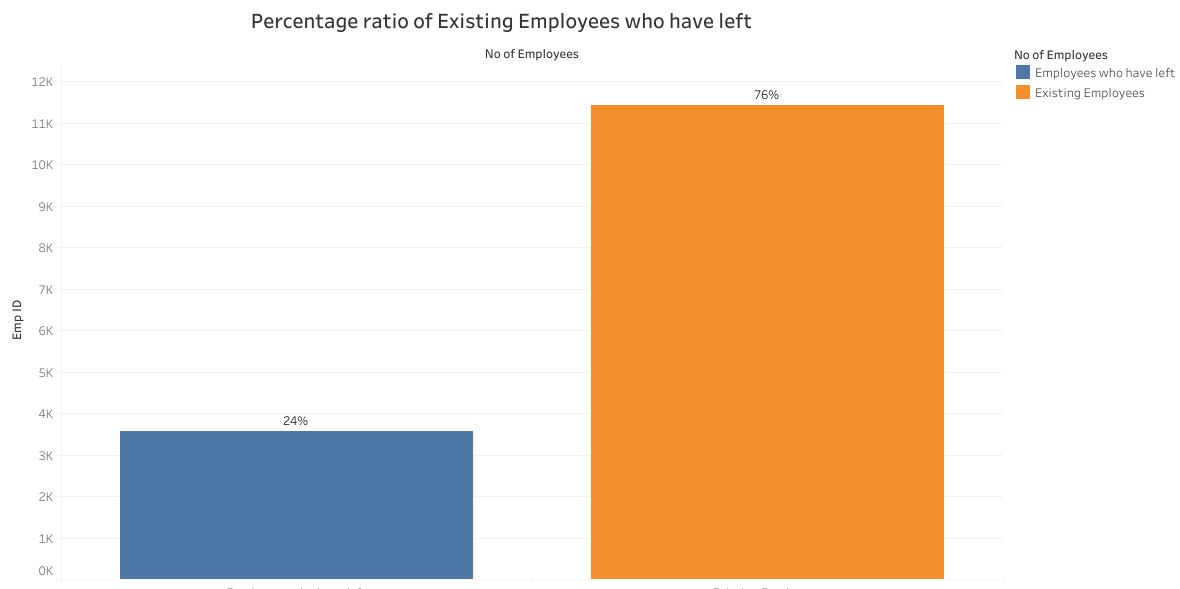 Percentage ratio of Existing Employees who have left
No of Employees
No of Employees
Employees who have left
Existing Employees
12K
11K
10K
9K
8K
7K
6K
5K
4K
3K
2K
1K
0K
Emp ID
24%
76%